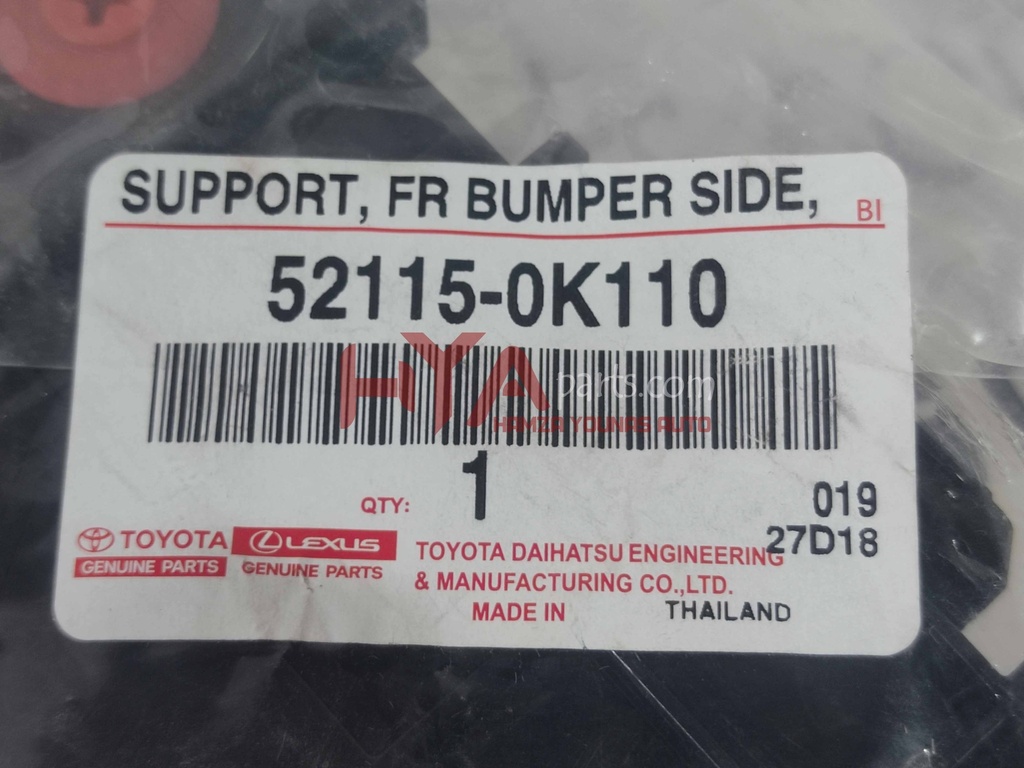 SUPPORT, FR BUMPER SIDE,
BI
52115-0K110
HYA parts.com
HAMZA YOUNAS AUTO
QTY: 1
019
27D18
TOYOTA
GENUINE PARTS
LEXUS
GENUINE PARTS
TOYOTA DAIHATSU ENGINEERING
& MANUFACTURING CO.,LTD.
MADE IN THAILAND